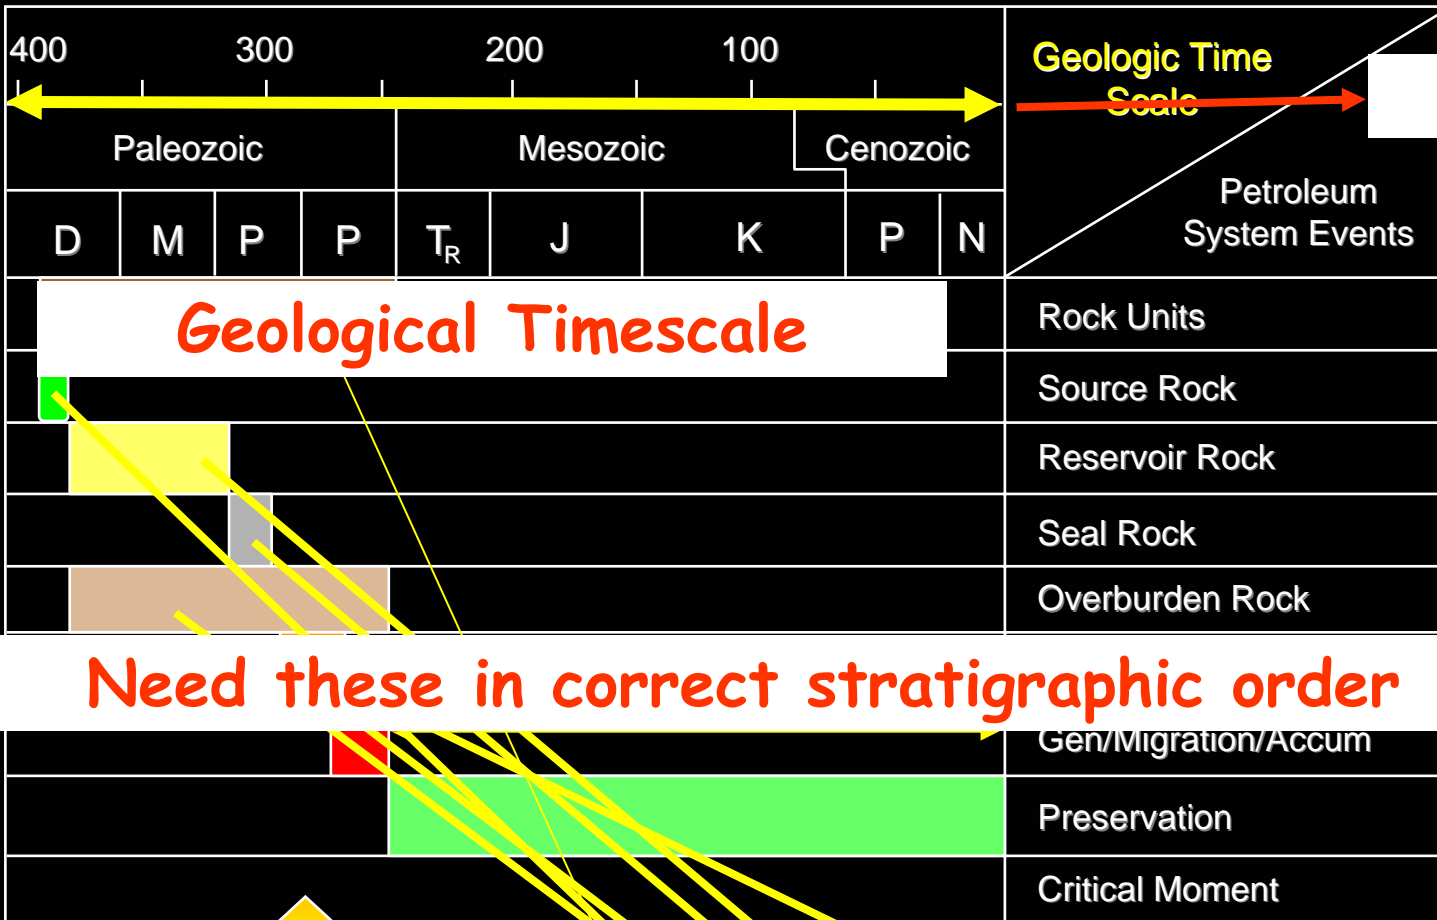 400 300 200 100
Geologic Time
Scale
Paleozoic Mesozoic Cenozoic
Petroleum
System Events
D M P P TR J K P N
Geological Timescale
Rock Units
Source Rock
Reservoir Rock
Seal Rock
Overburden Rock
Need these in correct stratigraphic order
Gen/Migration/Accum
Preservation
Critical Moment